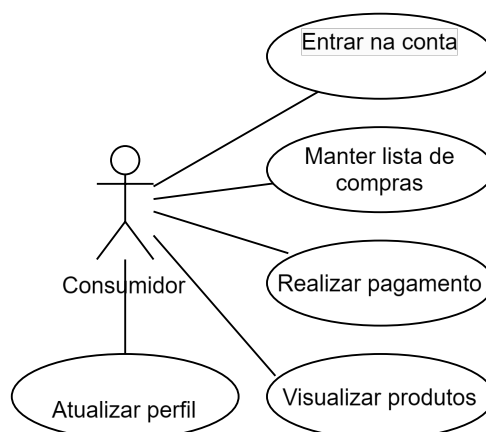 Entrar na conta
Manter lista de
compras
Consumidor
Realizar pagamento
Visualizar produtos
Atualizar perfil